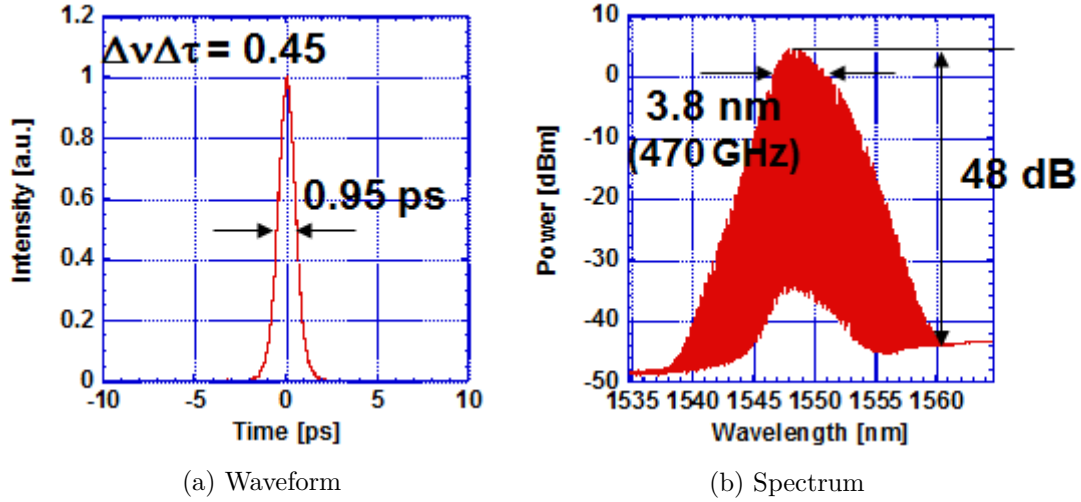 1.2
ΔνΔτ = 0.45
1
0.8
0.6
0.4
0.2
0
0.95 ps
Intensity [a.u.]
-10 -5 0 5 10
Time [ps]
(a) Waveform
10
0
-10
-20
-30
-40
-50
3.8 nm
(470 GHz)
48 dB
Power [dBm]
1535 1540 1545 1550 1555 1560
Wavelength [nm]
(b) Spectrum